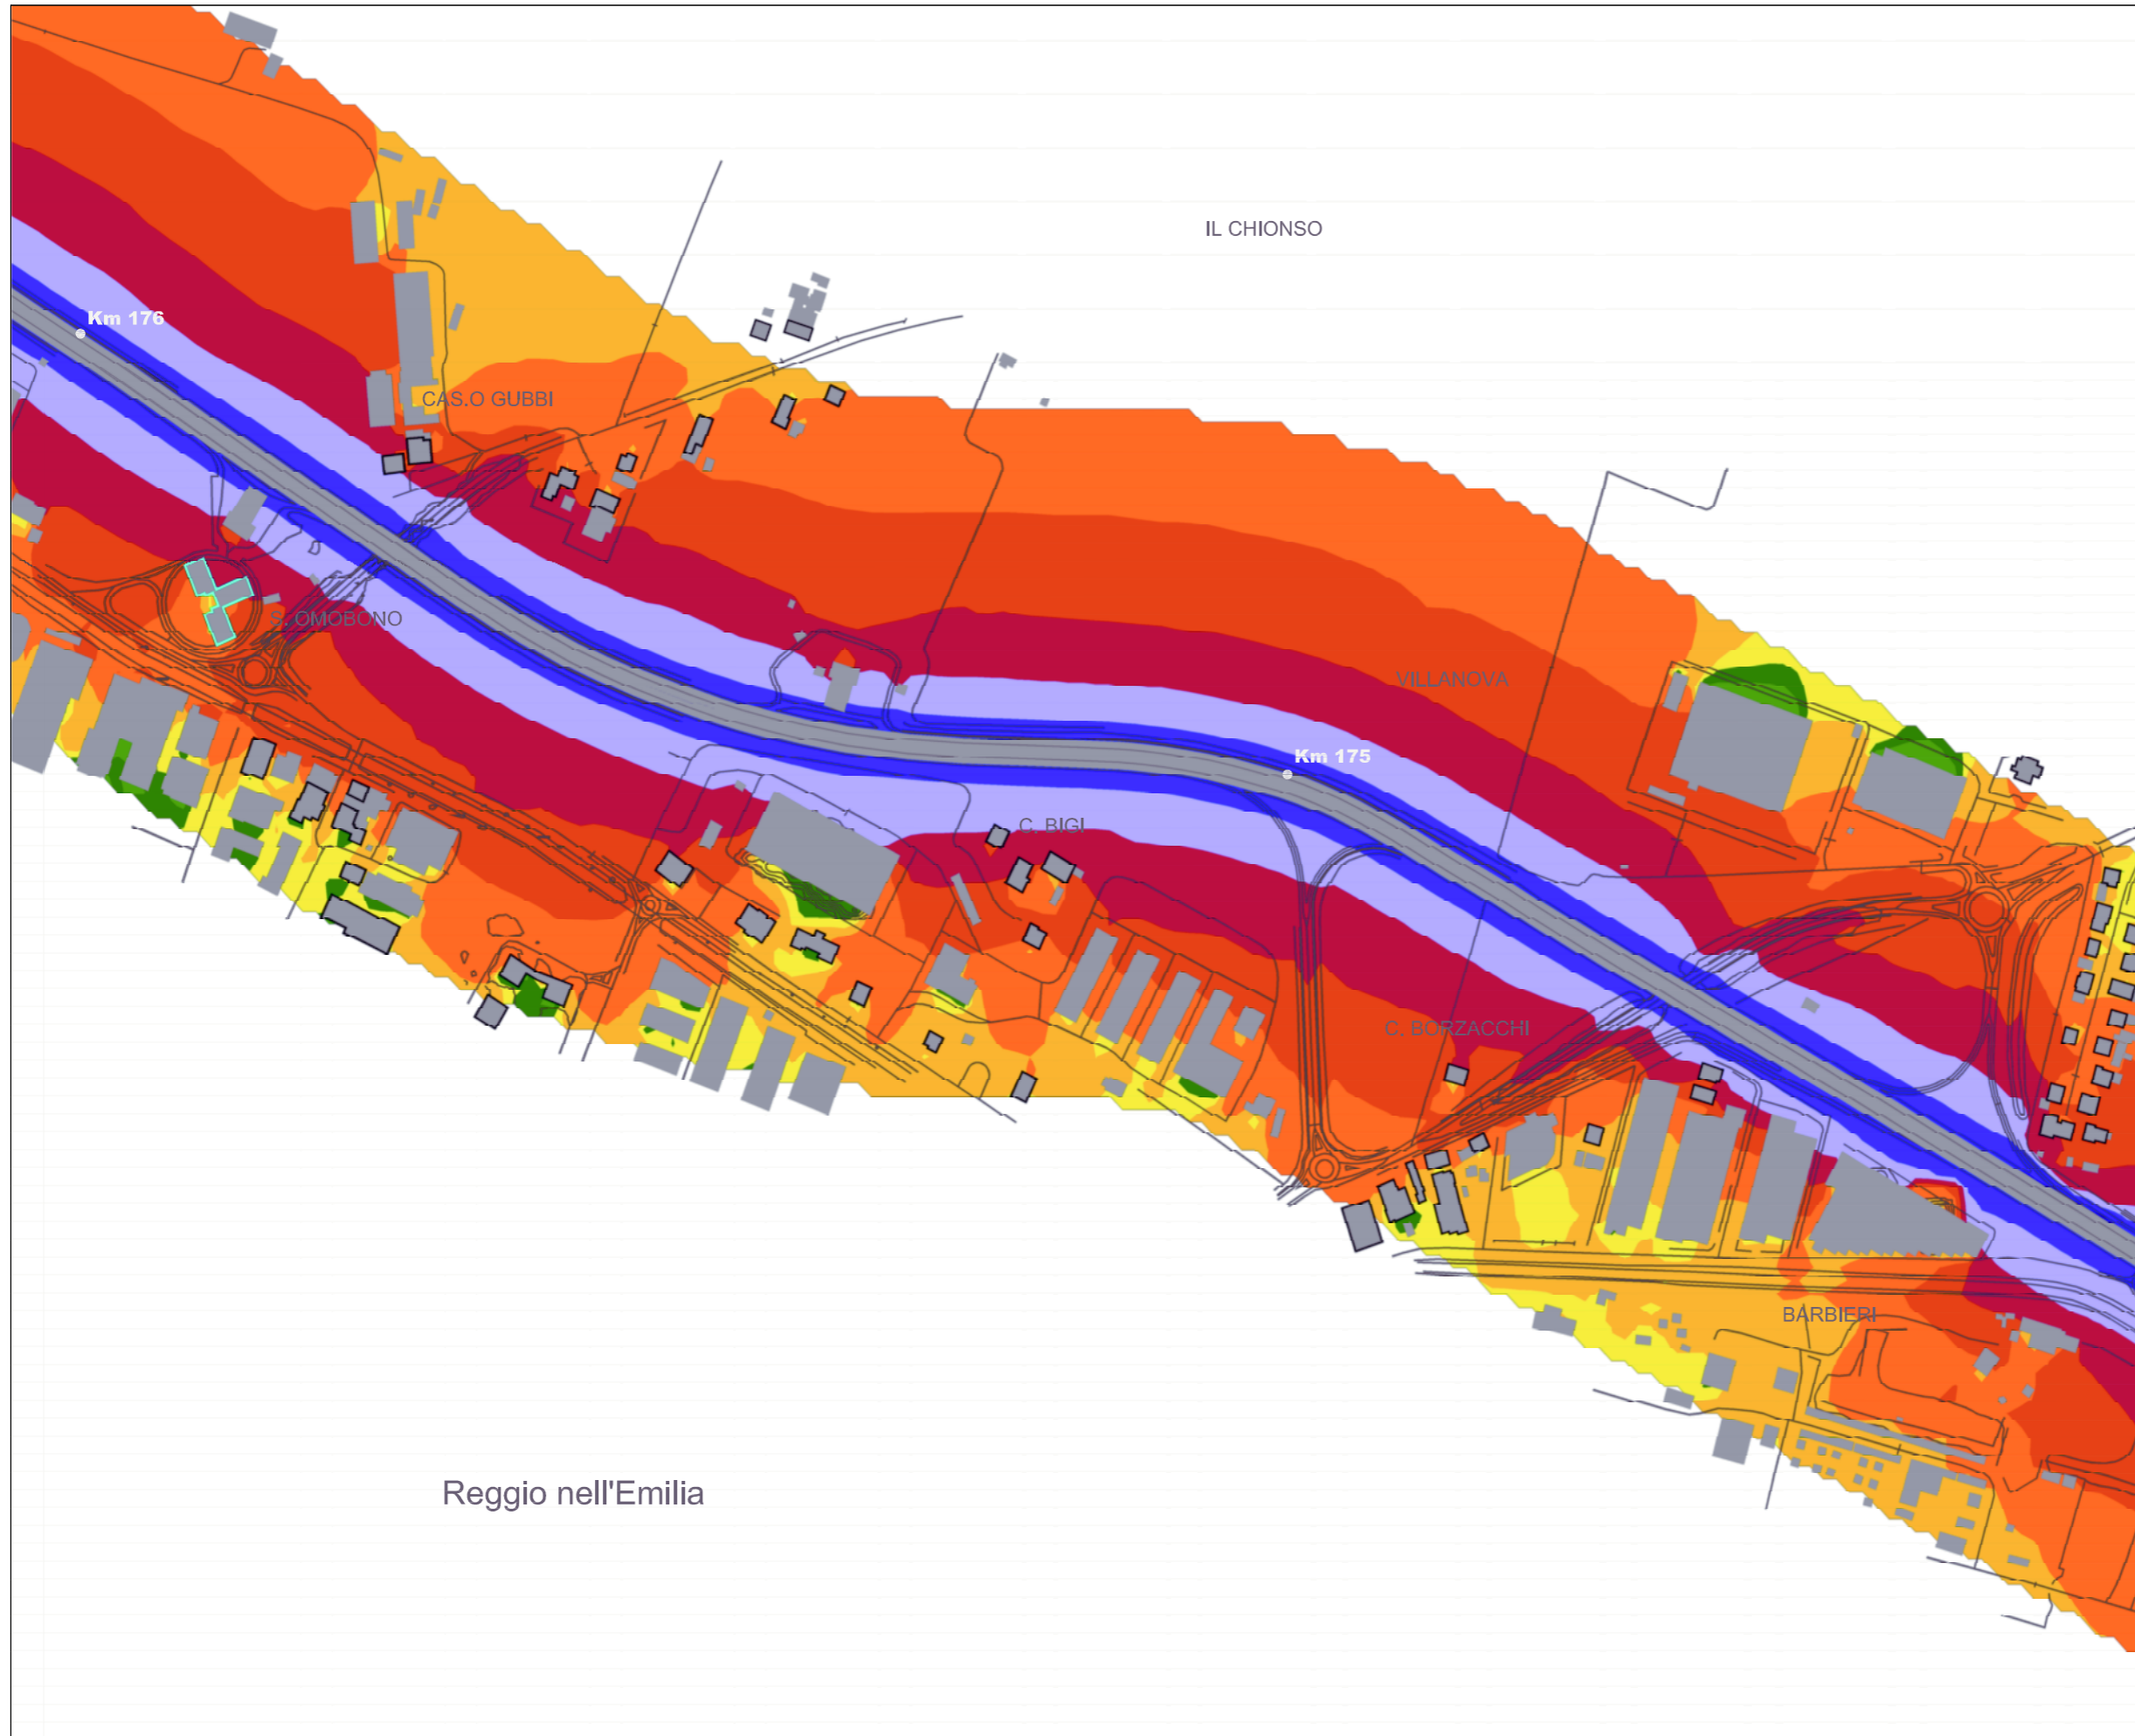 IL CHIONSO
Km 176
CAS.O GUBBI
S. OMOBONO
VILLANOVA
Km 175
C. BIGI
C. BORZACCHI
BARBIERI
Reggio nell'Emilia